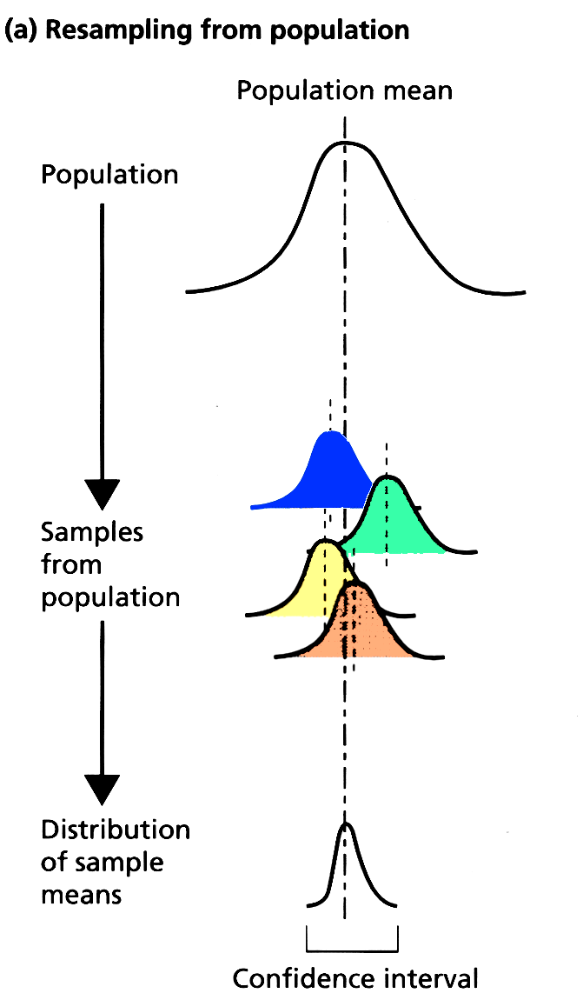 (a) Resampling from population
Population mean
Population
Samples
from
population
Distribution
of sample
means
Confidence interval